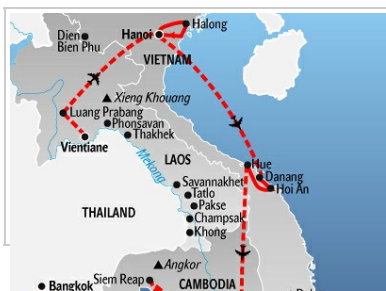 Halong
Hanoi
Dien
Bien Phu
VIETNAM
Xieng Khouang
Luang Prabang
Phonsavan
Thakhek
Vientiane
Mekong
LAOS
Hue
Danang
Hoi An
Savannakhet
Tatlo
Pakse
Champsak
Khong
THAILAND
Angkor
Siem Reap
Bangkok
CAMBODIA